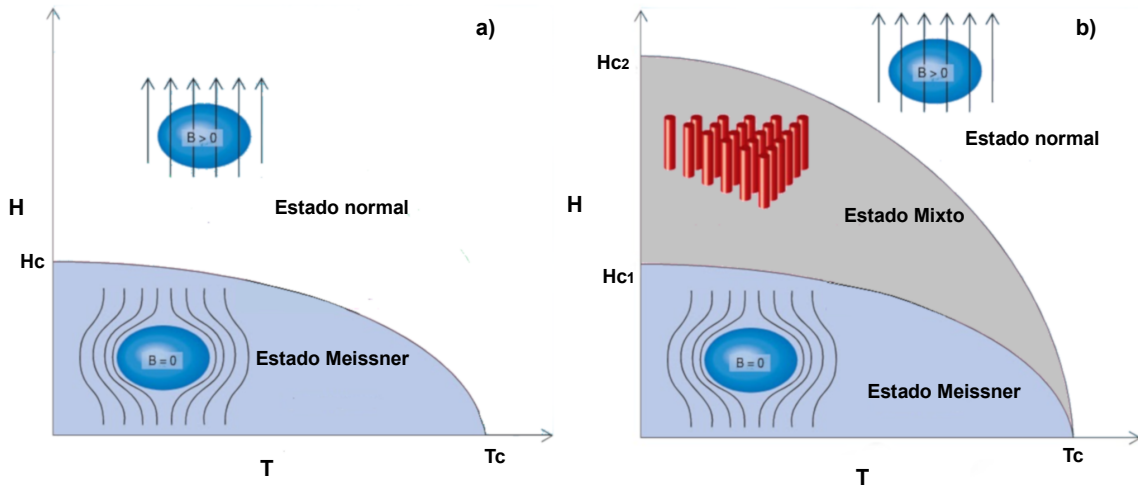 a)
B > 0
Estado normal
H
Hc
Estado Meissner
B = 0
Tc
T
b)
Hc2
B > 0
Estado normal
Estado Mixto
H
Hc1
Estado Meissner
B = 0
Tc
T